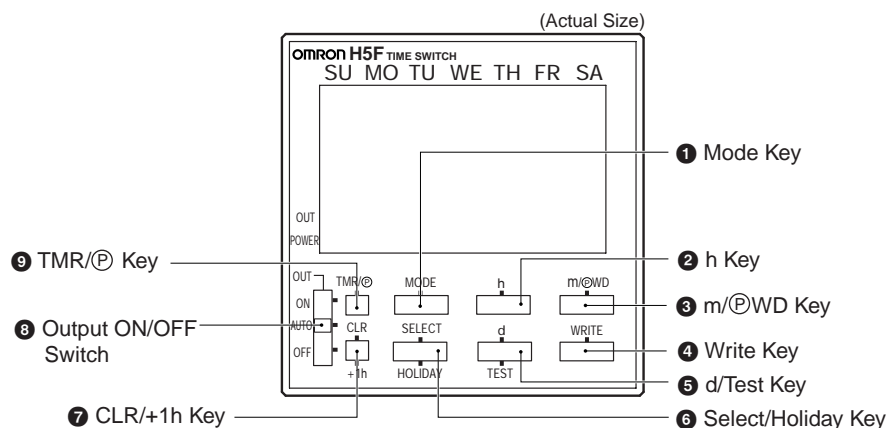 (Actual Size)
OMRON H5F TIME SWITCH
SU MO TU WE TH FR SA
❶ Mode Key
OUT
POWER
❾ TMR/Ⓟ Key
❷ h Key
OUT
TMR/Ⓟ MODE h m/ⓅWD
ON
❸ m/ⓅWD Key
❽ Output ON/OFF
Switch
AUTO CLR SELECT d WRITE
❹ Write Key
OFF
+1h HOLIDAY TEST
❺ d/Test Key
❼ CLR/+1h Key
❻ Select/Holiday Key